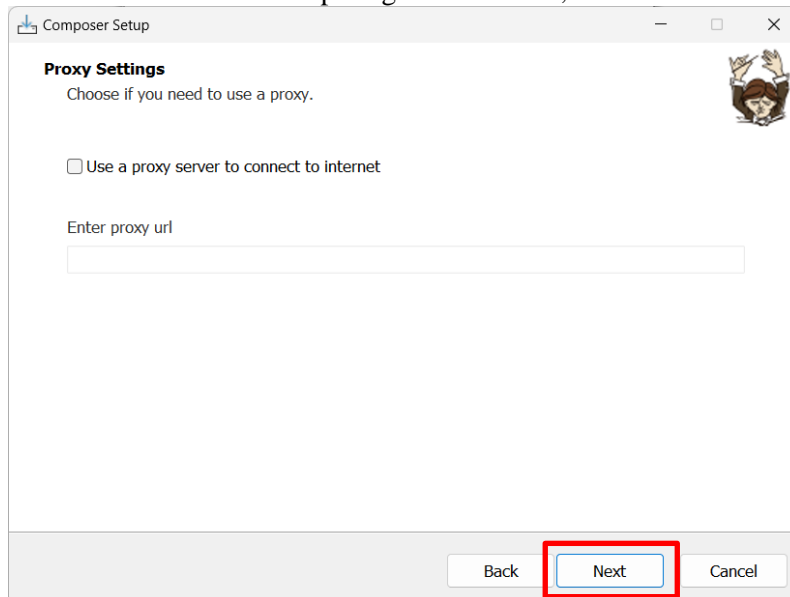 Composer Setup
Proxy Settings
Choose if you need to use a proxy.
Use a proxy server to connect to internet
Enter proxy url
Back Next Cancel